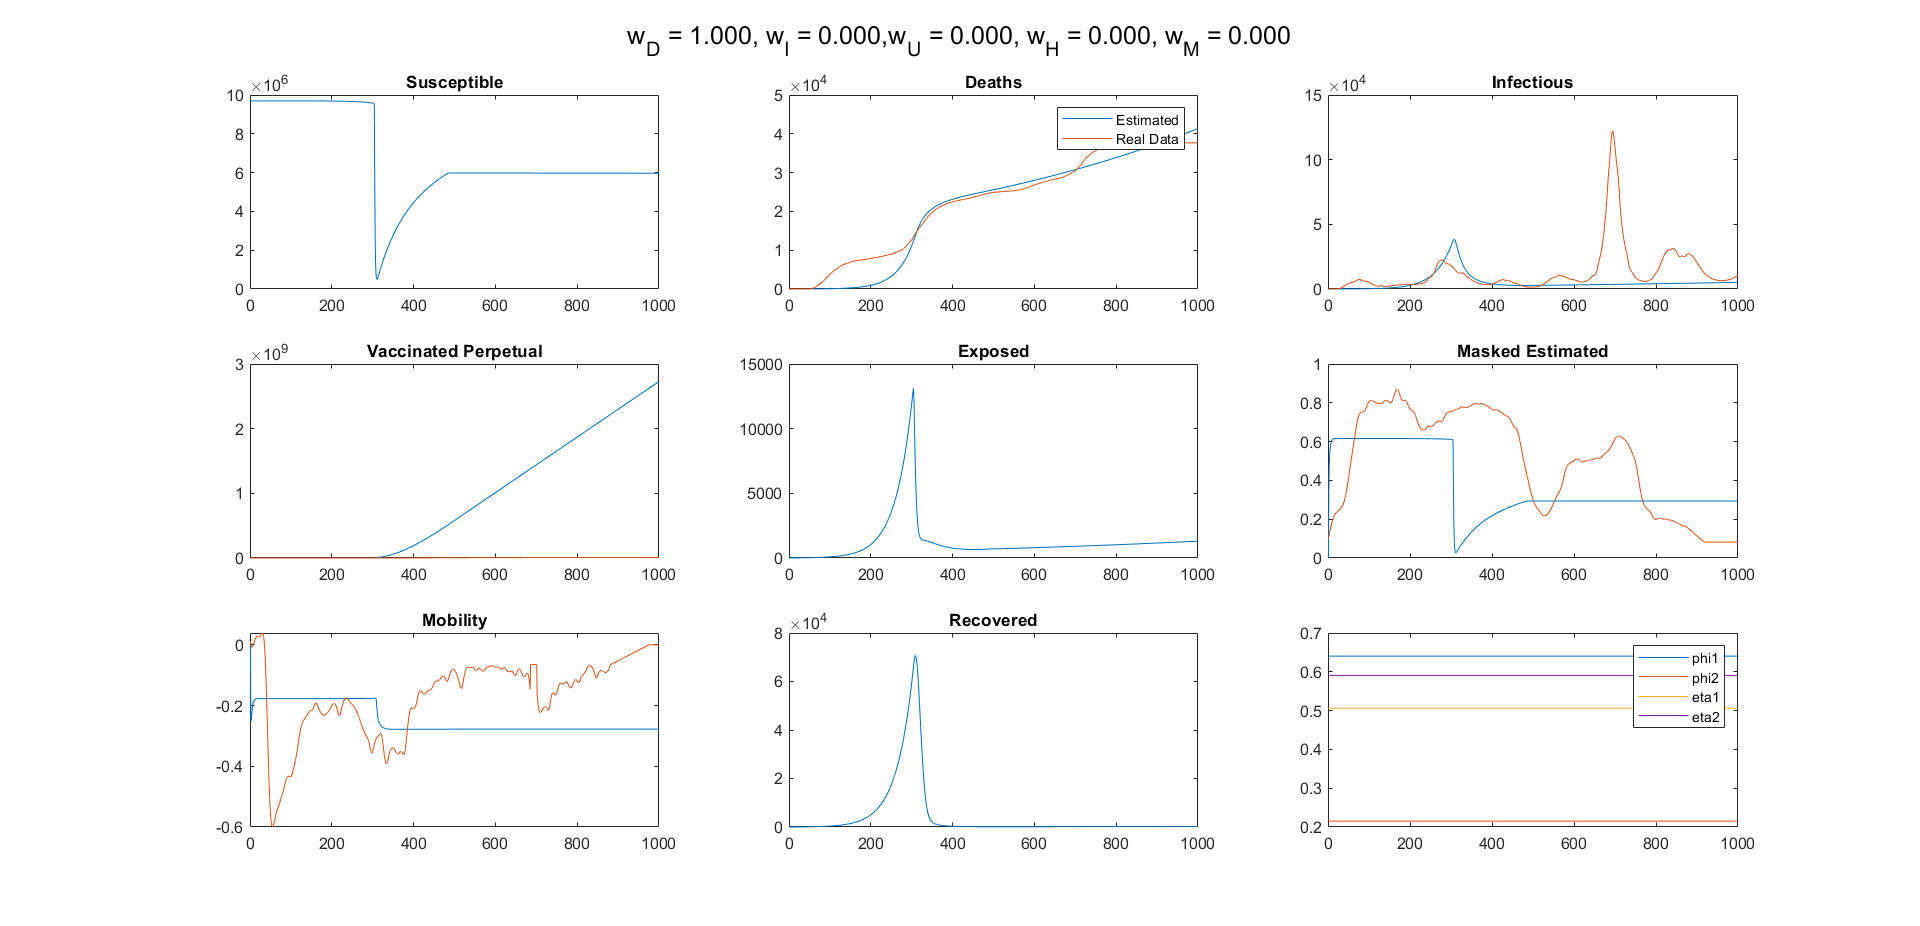 w_D = 1.000, w_I = 0.000,w_U = 0.000, w_H = 0.000, w_M = 0.000
Susceptible
×10^6
10
8
6
4
2
0
0 200 400 600 800 1000
Deaths
×10^4
5
4
3
2
1
0
0 200 400 600 800 1000
Estimated
Real Data
Infectious
×10^4
15
10
5
0
0 200 400 600 800 1000
Vaccinated Perpetual
×10^9
3
2
1
0
0 200 400 600 800 1000
Exposed
15000
10000
5000
0
0 200 400 600 800 1000
Masked Estimated
1
0.8
0.6
0.4
0.2
0
0 200 400 600 800 1000
Mobility
0
-0.2
-0.4
-0.6
0 200 400 600 800 1000
Recovered
×10^4
8
6
4
2
0
0 200 400 600 800 1000
0.7
0.6
0.5
0.4
0.3
0.2
0 200 400 600 800 1000
phi1
phi2
eta1
eta2